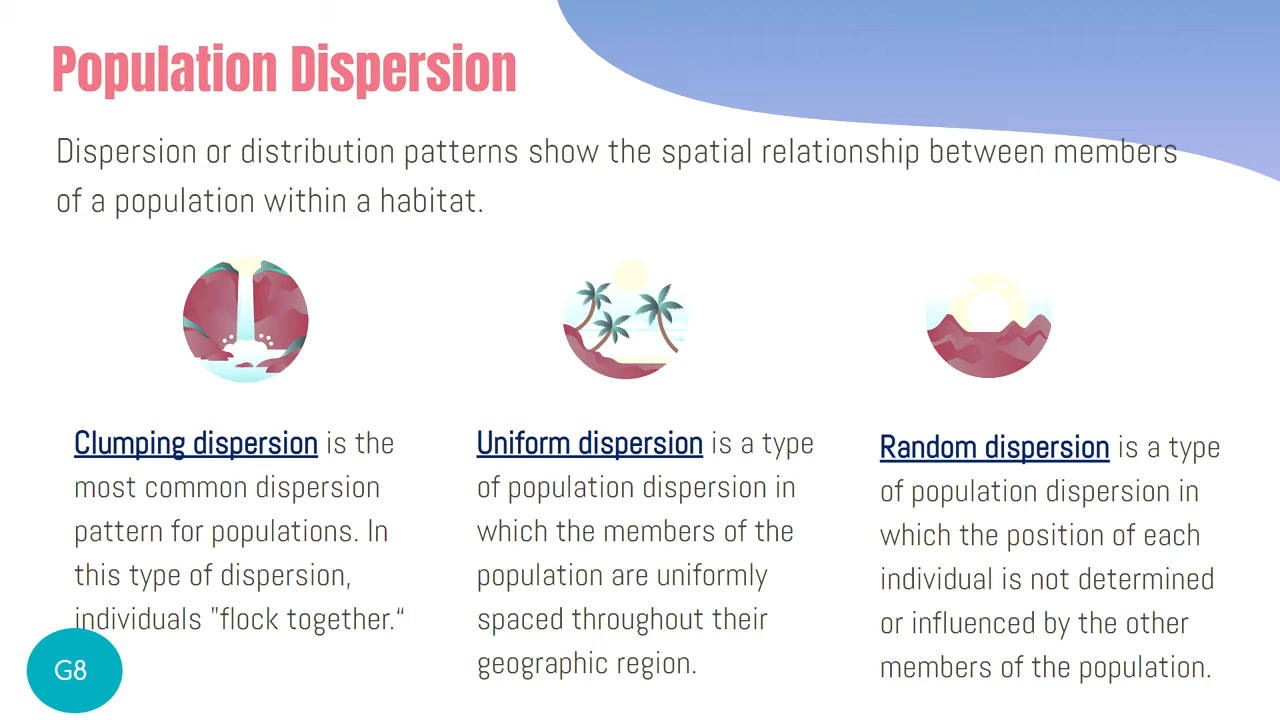 Population Dispersion
Dispersion or distribution patterns show the spatial relationship between members
of a population within a habitat.
Clumping dispersion is the
most common dispersion
pattern for populations. In
this type of dispersion,
individuals "flock together.“
Uniform dispersion is a type
of population dispersion in
which the members of the
population are uniformly
spaced throughout their
geographic region.
Random dispersion is a type
of population dispersion in
which the position of each
individual is not determined
or influenced by the other
members of the population.
G8